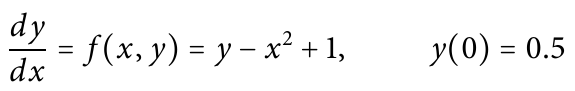 dy/dx = f(x, y) = y − x² + 1,  y(0) = 0.5